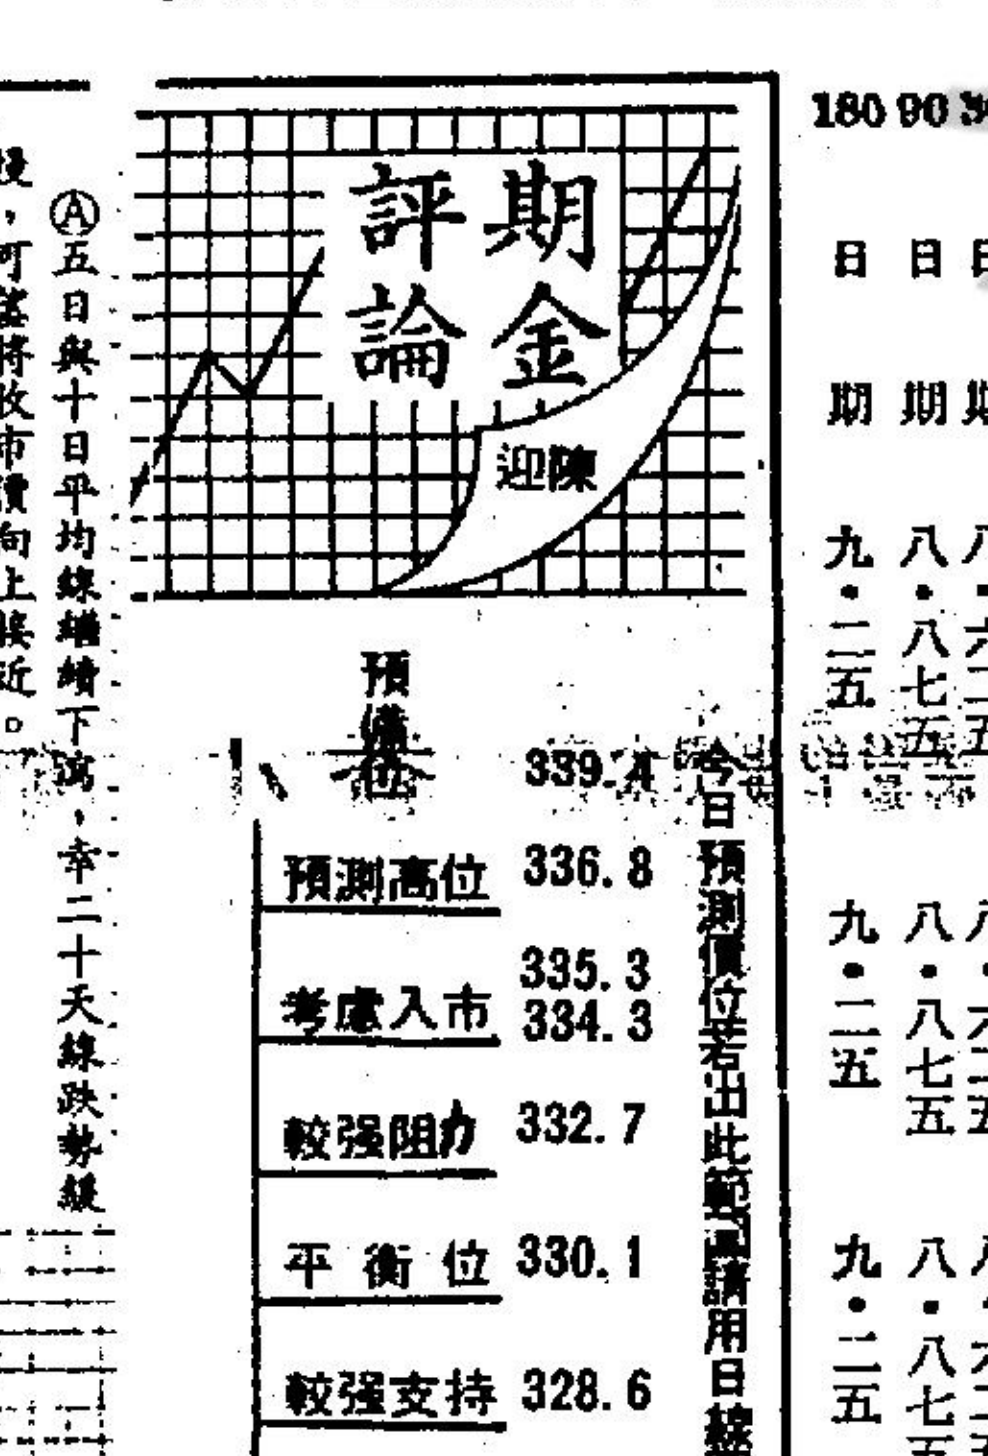 180 90
日期
九・二五
九・二五
九・二五
日期
八・八七五
八・八七五
八・八七五
期金
評論
陳迎
預備位 339.4
預測高位 336.8
考慮入市 335.3
334.3
較强阻力 332.7
平衡位 330.1
較强支持 328.6
今日預測價位若出此範圍請用日線
Ⓐ五日與十日平均線繼續下瀉，幸二十天線跌勢緩
慢，可望將收市價向上接近。